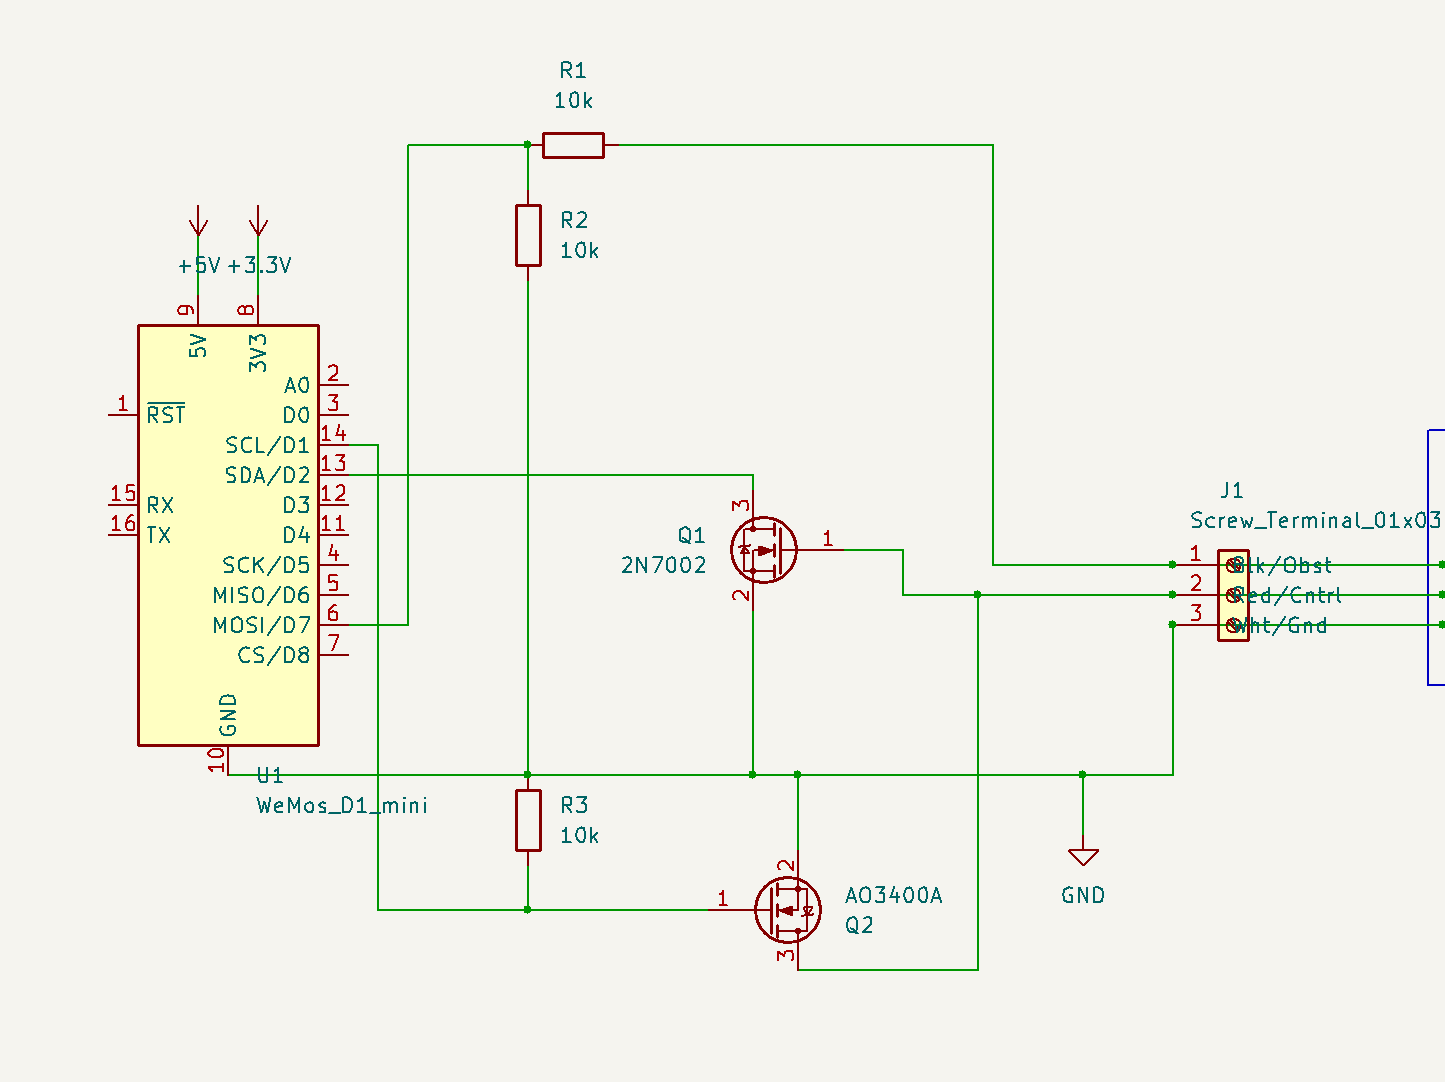 R1
10k
R2
10k
+5V
+3.3V
9
8
5V
3V3
A0
2
D0
3
1
RST
SCL/D1
14
SDA/D2
13
15
RX
D3
12
16
TX
D4
11
SCK/D5
4
MISO/D6
5
MOSI/D7
6
CS/D8
7
GND
10
U1
WeMos_D1_mini
3
Q1
2N7002
1
2
J1
Screw_Terminal_01x03
1
Blk/Obst
2
Red/Cntrl
3
Wht/Gnd
R3
10k
2
1
AO3400A
Q2
3
GND